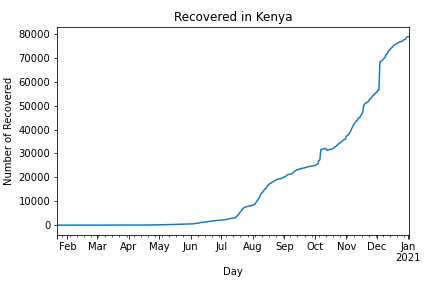 Recovered in Kenya
80000
70000
60000
50000
40000
30000
20000
10000
0
Number of Recovered
Feb Mar Apr May Jun Jul Aug Sep Oct Nov Dec Jan
2021
Day